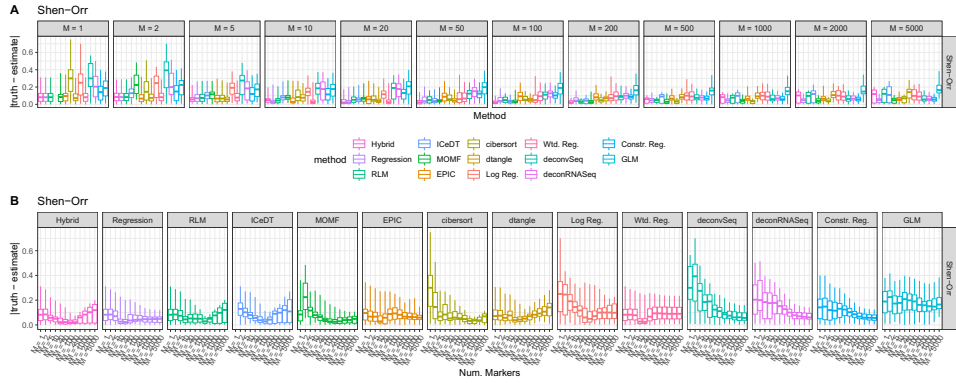 A
Shen−Orr
M = 1 M = 2 M = 5 M = 10 M = 20 M = 50 M = 100 M = 200 M = 500 M = 1000 M = 2000 M = 5000
|truth − estimate|
0.6
0.4
0.2
0.0
Shen−Orr
Method
method
Hybrid ICeDT cibersort Wtd. Reg. Constr. Reg.
Regression MOMF dtangle deconvSeq GLM
RLM EPIC Log Reg. deconRNASeq
B
Shen−Orr
Hybrid Regression RLM ICeDT MOMF EPIC cibersort dtangle Log Reg. Wtd. Reg. deconvSeq deconRNASeq Constr. Reg. GLM
|truth − estimate|
0.6
0.4
0.2
0.0
Shen−Orr
Num. Markers